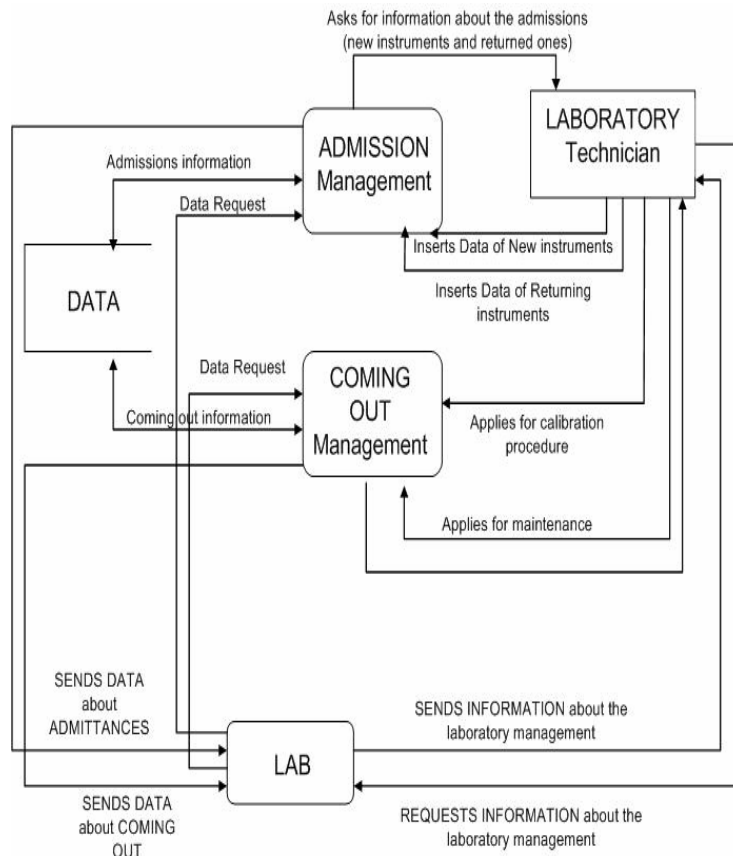 Asks for information about the admissions
(new instruments and returned ones)
LABORATORY
Technician
ADMISSION
Management
Admissions information
Data Request
Inserts Data of New instruments
Inserts Data of Returning
instruments
DATA
Data Request
COMING
OUT
Management
Coming out information
Applies for calibration
procedure
Applies for maintenance
SENDS DATA
about
ADMITTANCES
SENDS INFORMATION about the
laboratory management
LAB
SENDS DATA
about COMING
OUT
REQUESTS INFORMATION about the
laboratory management